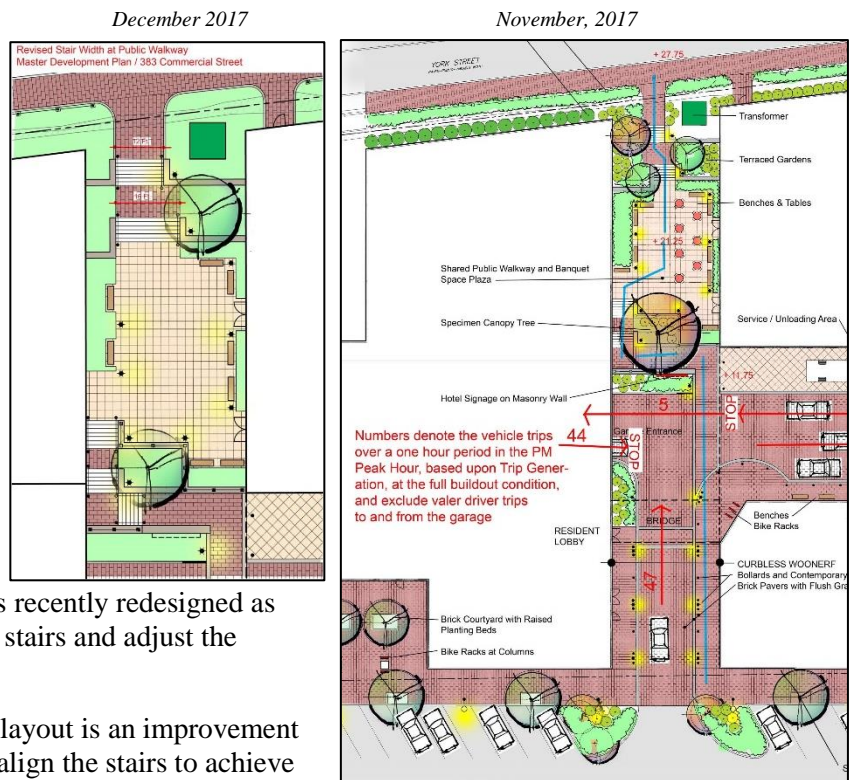 December 2017
November, 2017
Revised Stair Width at Public Walkway
Master Development Plan / 383 Commercial Street
YORK STREET
+ 27.75
Transformer
Terraced Gardens
Benches & Tables
+ 21.25
Shared Public Walkway and Banquet
Space Plaza
Specimen Canopy Tree
Service / Unloading Area
+ 11.75
Hotel Signage on Masonry Wall
5
STOP
Numbers denote the vehicle trips
over a one hour period in the PM
Peak Hour, based upon Trip Gener-
ation, at the full buildout condition,
and exclude valer driver trips
to and from the garage
44
Entrance
STOP
RESIDENT
LOBBY
BRIDGE
Benches
Bike Racks
47
CURBLESS WOONERF
Bollards and Contemporary
Brick Pavers with Flush Gra
Brick Courtyard with Raised
Planting Beds
Bike Racks at Columns
s recently redesigned as
stairs and adjust the
layout is an improvement
align the stairs to achieve